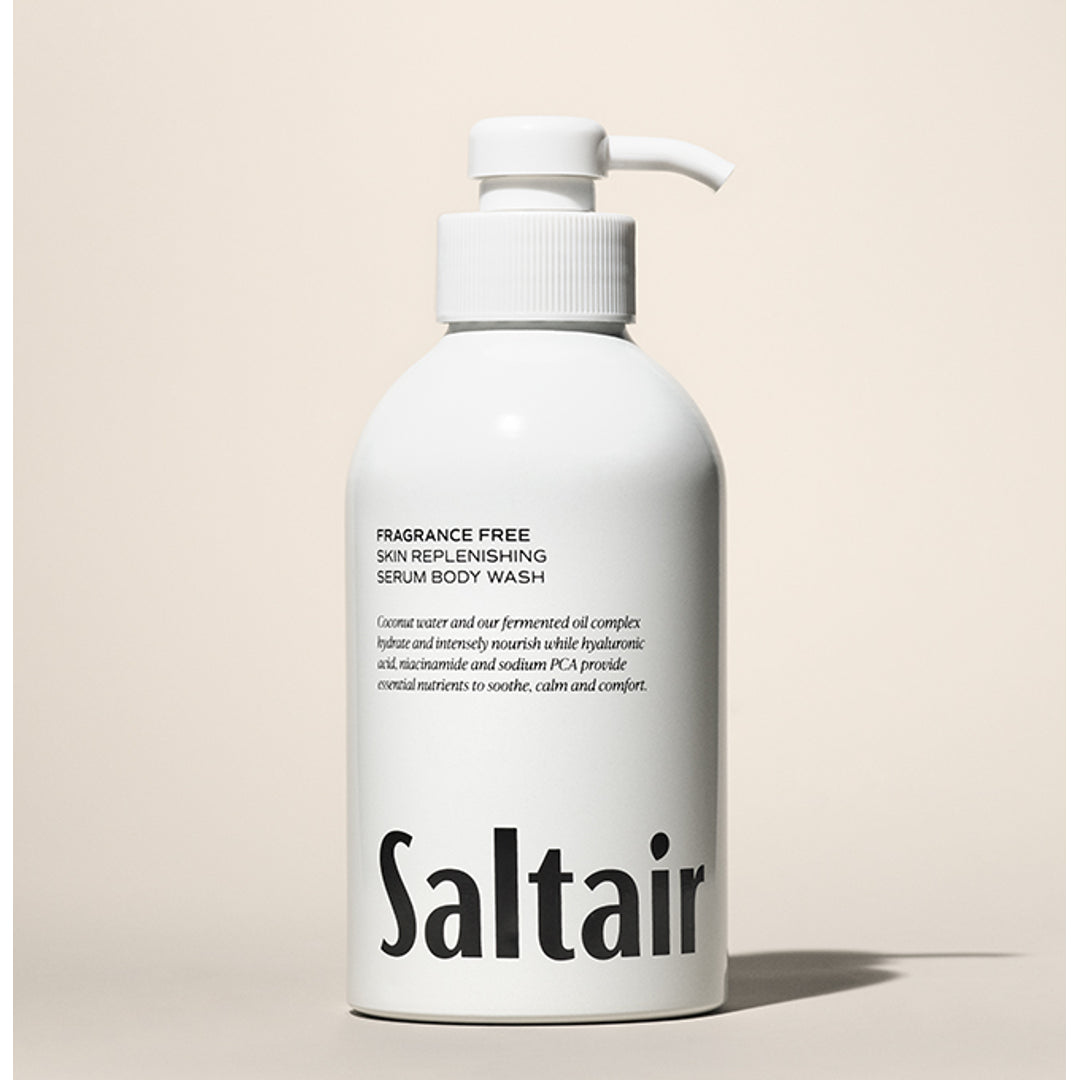 FRAGRANCE FREE
SKIN REPLENISHING
SERUM BODY WASH
Coconut water and our fermented oil complex
hydrate and intensely nourish while hyaluronic
acid, niacinamide and sodium PCA provide
essential nutrients to soothe, calm and comfort.
Saltair